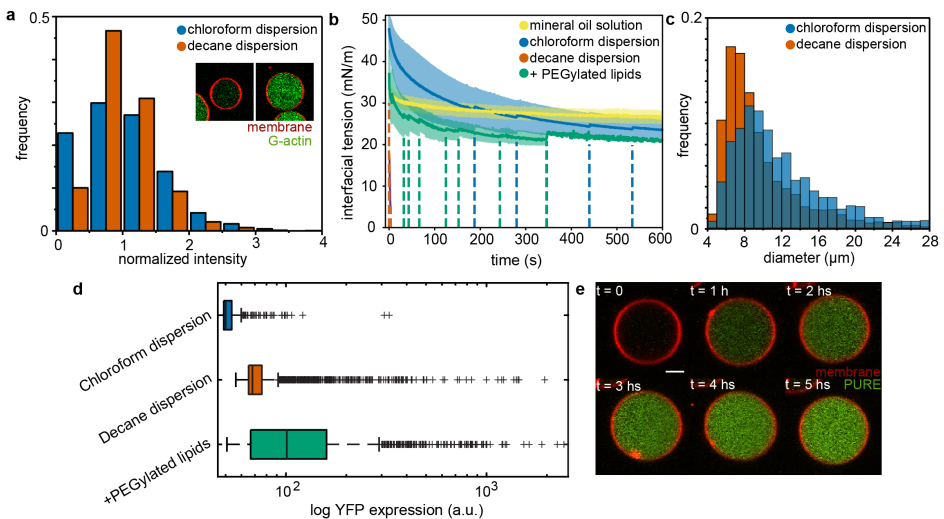 a
0.5
chloroform dispersion
decane dispersion
membrane
G-actin
frequency
0
0 1 2 3 4
normalized intensity
b
50
40
30
20
10
0
interfacial tension (mN/m)
mineral oil solution
chloroform dispersion
decane dispersion
+ PEGylated lipids
0 100 200 300 400 500 600
time (s)
c
0.2
chloroform dispersion
decane dispersion
frequency
0
4 8 12 16 20 24 28
diameter (µm)
d
Chloroform dispersion
Decane dispersion
+PEGylated lipids
10² 10³
log YFP expression (a.u.)
e
t = 0 t = 1 h t = 2 hs
membrane
PURE
t = 3 hs t = 4 hs t = 5 hs